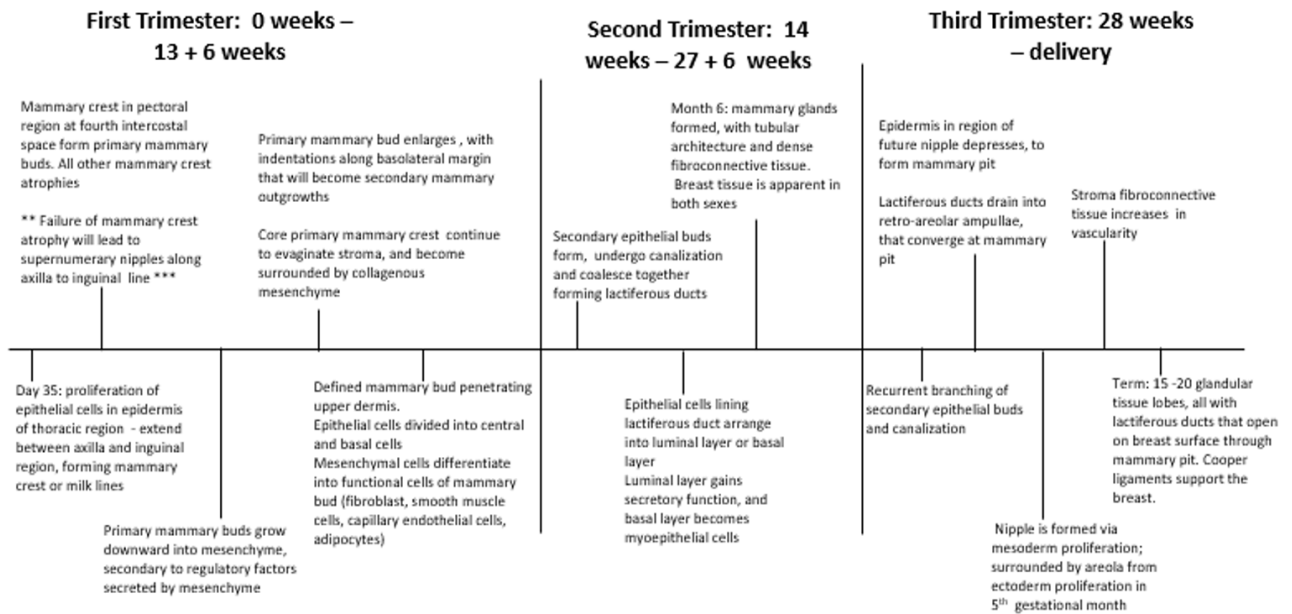 First Trimester: 0 weeks –
13 + 6 weeks
Second Trimester: 14
weeks – 27 + 6 weeks
Third Trimester: 28 weeks
– delivery
Mammary crest in pectoral
region at fourth intercostal
space form primary mammary
buds. All other mammary crest
atrophies
** Failure of mammary crest
atrophy will lead to
supernumerary nipples along
axilla to inguinal line ***
Primary mammary bud enlarges , with
indentations along basolateral margin
that will become secondary mammary
outgrowths
Core primary mammary crest continue
to evaginate stroma, and become
surrounded by collagenous
mesenchyme
Secondary epithelial buds
form, undergo canalization
and coalesce together
forming lactiferous ducts
Month 6: mammary glands
formed, with tubular
architecture and dense
fibroconnective tissue.
Breast tissue is apparent in
both sexes
Epidermis in region of
future nipple depresses, to
form mammary pit
Lactiferous ducts drain into
retro-areolar ampullae,
that converge at mammary
pit
Stroma fibroconnective
tissue increases in
vascularity
Day 35: proliferation of
epithelial cells in epidermis
of thoracic region - extend
between axilla and inguinal
region, forming mammary
crest or milk lines
Primary mammary buds grow
downward into mesenchyme,
secondary to regulatory factors
secreted by mesenchyme
Defined mammary bud penetrating
upper dermis.
Epithelial cells divided into central
and basal cells
Mesenchymal cells differentiate
into functional cells of mammary
bud (fibroblast, smooth muscle
cells, capillary endothelial cells,
adipocytes)
Epithelial cells lining
lactiferous duct arrange
into luminal layer or basal
layer
Luminal layer gains
secretory function, and
basal layer becomes
myoepithelial cells
Recurrent branching of
secondary epithelial buds
and canalization
Nipple is formed via
mesoderm proliferation;
surrounded by areola from
ectoderm proliferation in
5th gestational month
Term: 15 -20 glandular
tissue lobes, all with
lactiferous ducts that open
on breast surface through
mammary pit. Cooper
ligaments support the
breast.